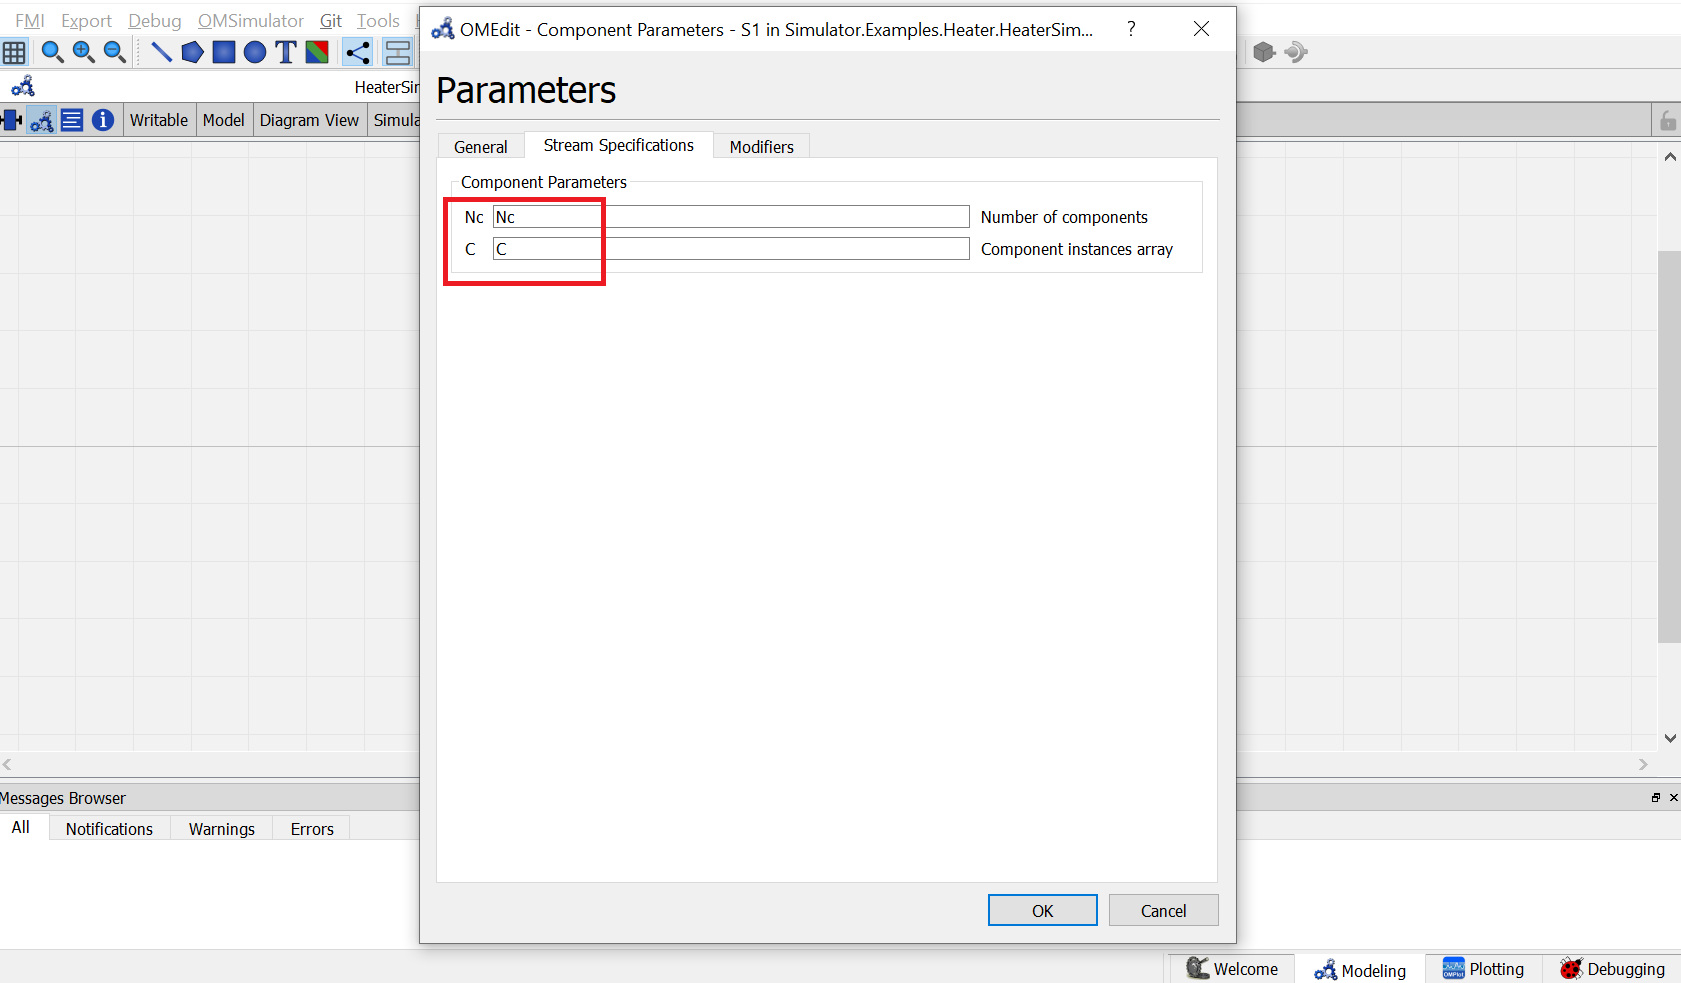 FMI Export Debug OMSimulator Git Tools
OMEdit - Component Parameters - S1 in Simulator.Examples.Heater.HeaterSim... ?
T
HeaterSim
Parameters
Writable Model Diagram View Simula
General Stream Specifications Modifiers
Component Parameters
Nc Nc Number of components
C C Component instances array
Messages Browser
All Notifications Warnings Errors
OK Cancel
Welcome Modeling Plotting Debugging